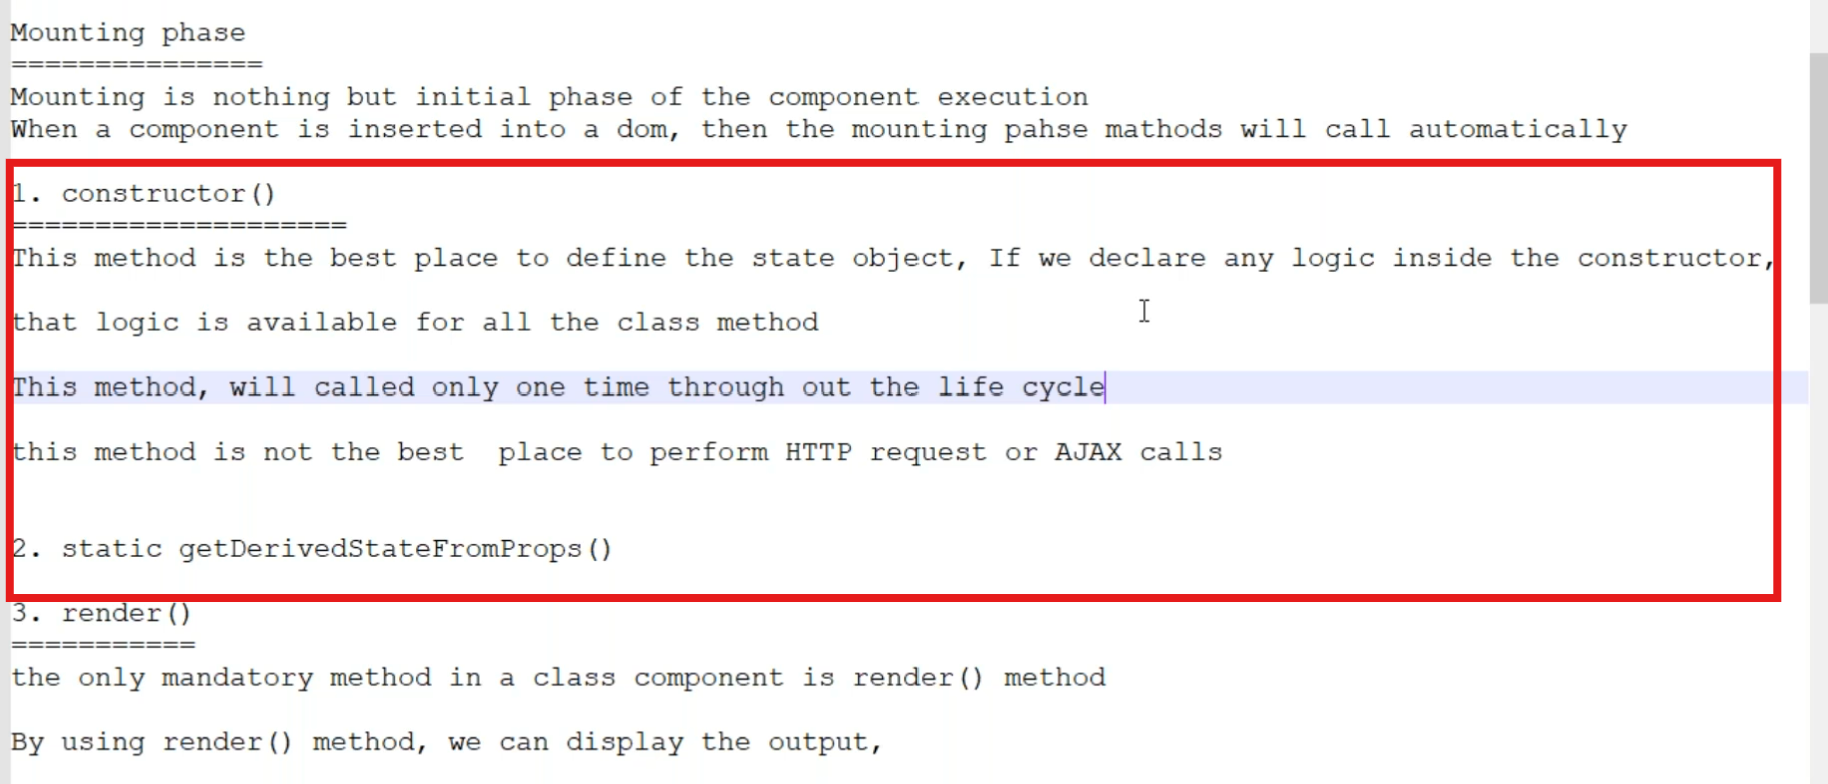 Mounting phase
===============
Mounting is nothing but initial phase of the component execution
When a component is inserted into a dom, then the mounting pahse mathods will call automatically
1. constructor()
====================
This method is the best place to define the state object, If we declare any logic inside the constructor,
that logic is available for all the class method
This method, will called only one time through out the life cycle
this method is not the best  place to perform HTTP request or AJAX calls
2. static getDerivedStateFromProps()
3. render()
===========
the only mandatory method in a class component is render() method
By using render() method, we can display the output,